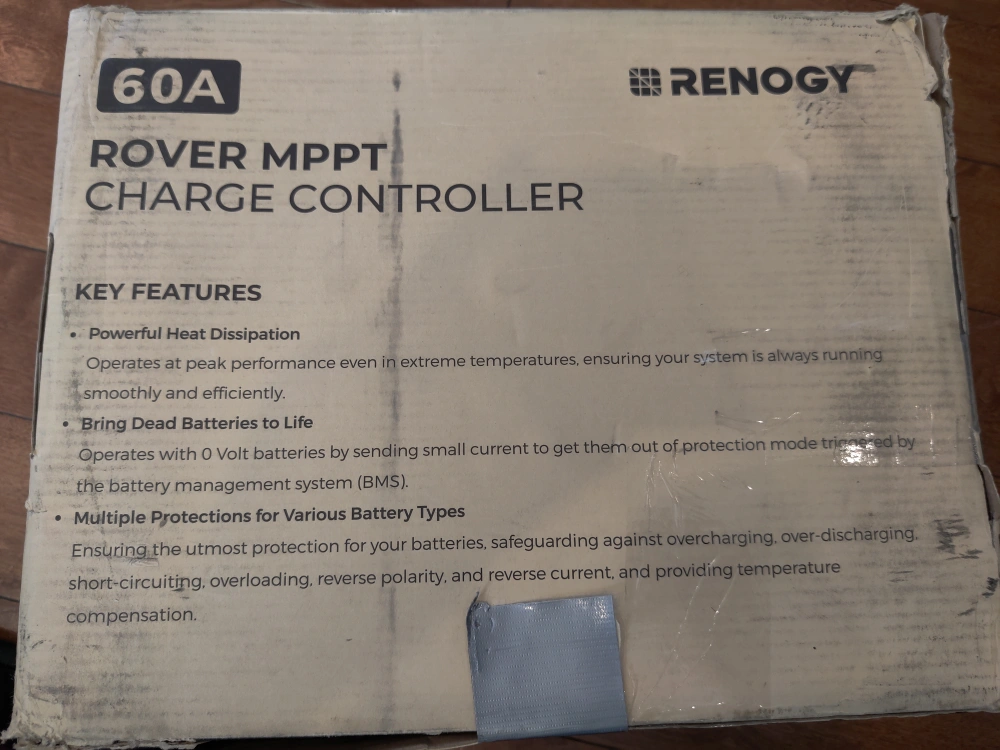 60A
RENOGY
ROVER MPPT
CHARGE CONTROLLER
KEY FEATURES
• Powerful Heat Dissipation
Operates at peak performance even in extreme temperatures, ensuring your system is always running
smoothly and efficiently.
• Bring Dead Batteries to Life
Operates with 0 Volt batteries by sending small current to get them out of protection mode triggered by
the battery management system (BMS).
• Multiple Protections for Various Battery Types
Ensuring the utmost protection for your batteries, safeguarding against overcharging, over-discharging,
short-circuiting, overloading, reverse polarity, and reverse current, and providing temperature
compensation.